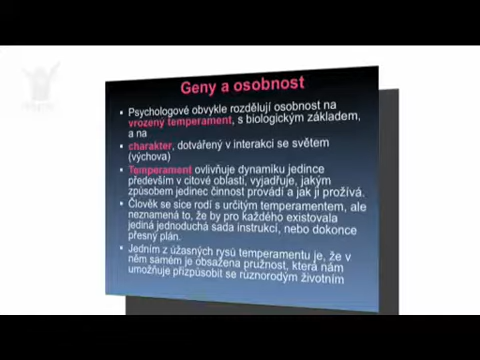 Geny a osobnost
Psychologové obvykle rozdělují osobnost na
vrozený temperament, s biologickým základem,
a na
charakter, dotvářený v interakci se světem
(výchova)
Temperament ovlivňuje dynamiku jedince
především v citové oblasti, vyjadřuje, jakým
způsobem jedinec činnost provádí a jak ji prožívá.
Člověk se sice rodí s určitým temperamentem, ale
neznamená to, že by pro každého existovala
jediná jednoduchá sada instrukcí, nebo dokonce
přesný plán.
Jedním z úžasných rysů temperamentu je, že v
něm samém je obsažena pružnost, která nám
umožňuje přizpůsobit se různorodým životním